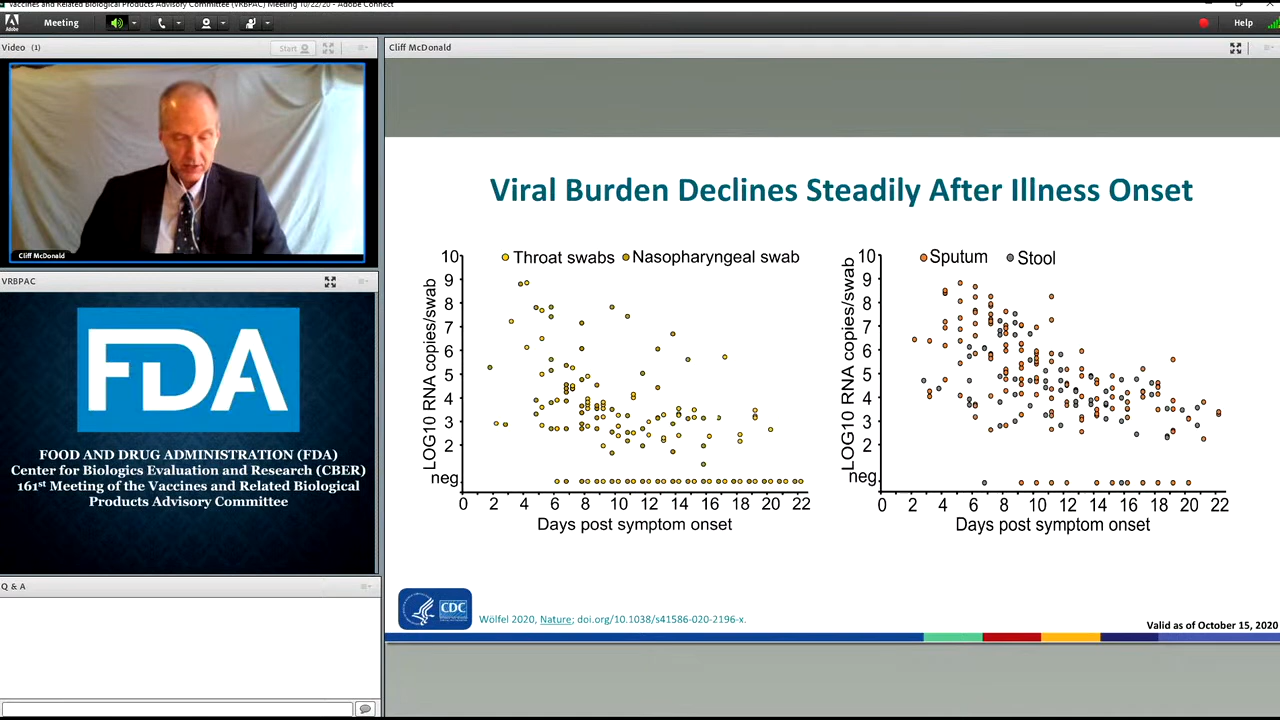 Vaccines and Related Biological Products Advisory Committee (VRBPAC) Meeting 10/22/20 - Adobe Connect
Adobe
Meeting
Help
Video (1)
Start
Cliff McDonald
Cliff McDonald
VRBPAC
FDA
FOOD AND DRUG ADMINISTRATION (FDA)
Center for Biologics Evaluation and Research (CBER)
161st Meeting of the Vaccines and Related Biological
Products Advisory Committee
Q & A
Viral Burden Declines Steadily After Illness Onset
Throat swabs Nasopharyngeal swab
LOG10 RNA copies/swab
10
9
8
7
6
5
4
3
2
neg.
0 2 4 6 8 10 12 14 16 18 20 22
Days post symptom onset
Sputum Stool
LOG10 RNA copies/swab
10
9
8
7
6
5
4
3
2
neg.
0 2 4 6 8 10 12 14 16 18 20 22
Days post symptom onset
CDC
Wölfel 2020, Nature; doi.org/10.1038/s41586-020-2196-x.
Valid as of October 15, 2020